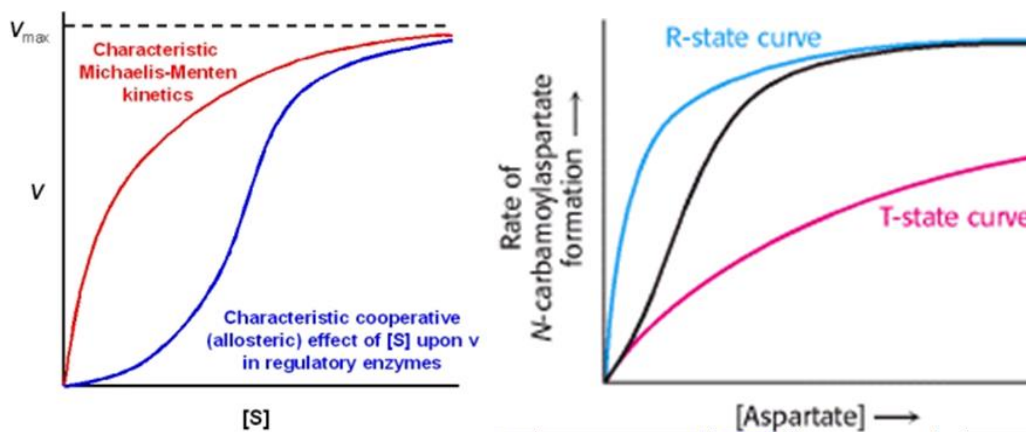 Vmax
Characteristic
Michaelis-Menten
kinetics
V
Characteristic cooperative
(allosteric) effect of [S] upon v
in regulatory enzymes
[S]
R-state curve
Rate of
N-carbamoylaspartate
formation
T-state curve
[Aspartate]